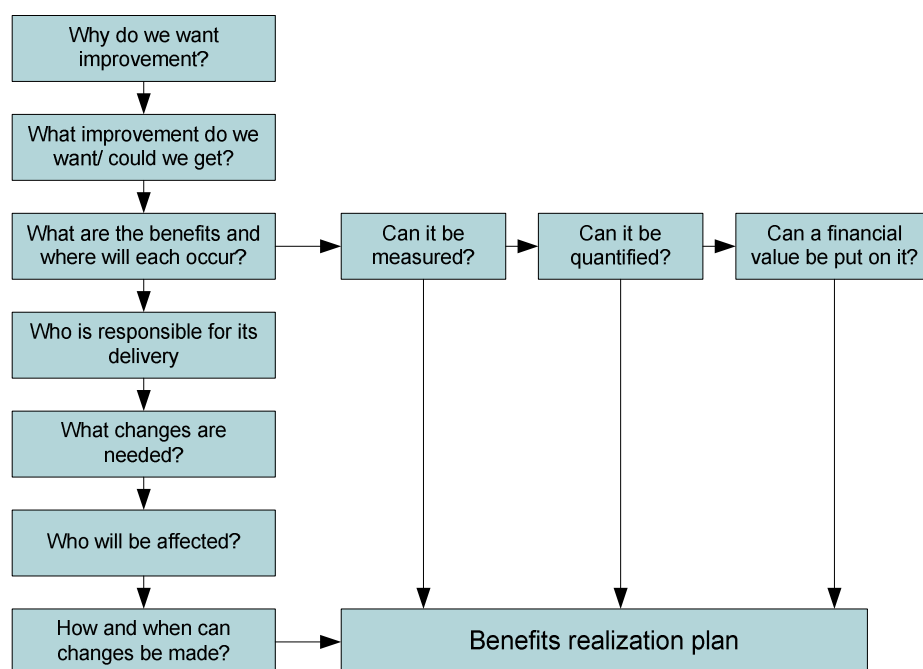 Why do we want
improvement?
What improvement do we
want/ could we get?
What are the benefits and
where will each occur?
Can it be
measured?
Can it be
quantified?
Can a financial
value be put on it?
Who is responsible for its
delivery
What changes are
needed?
Who will be affected?
How and when can
changes be made?
Benefits realization plan